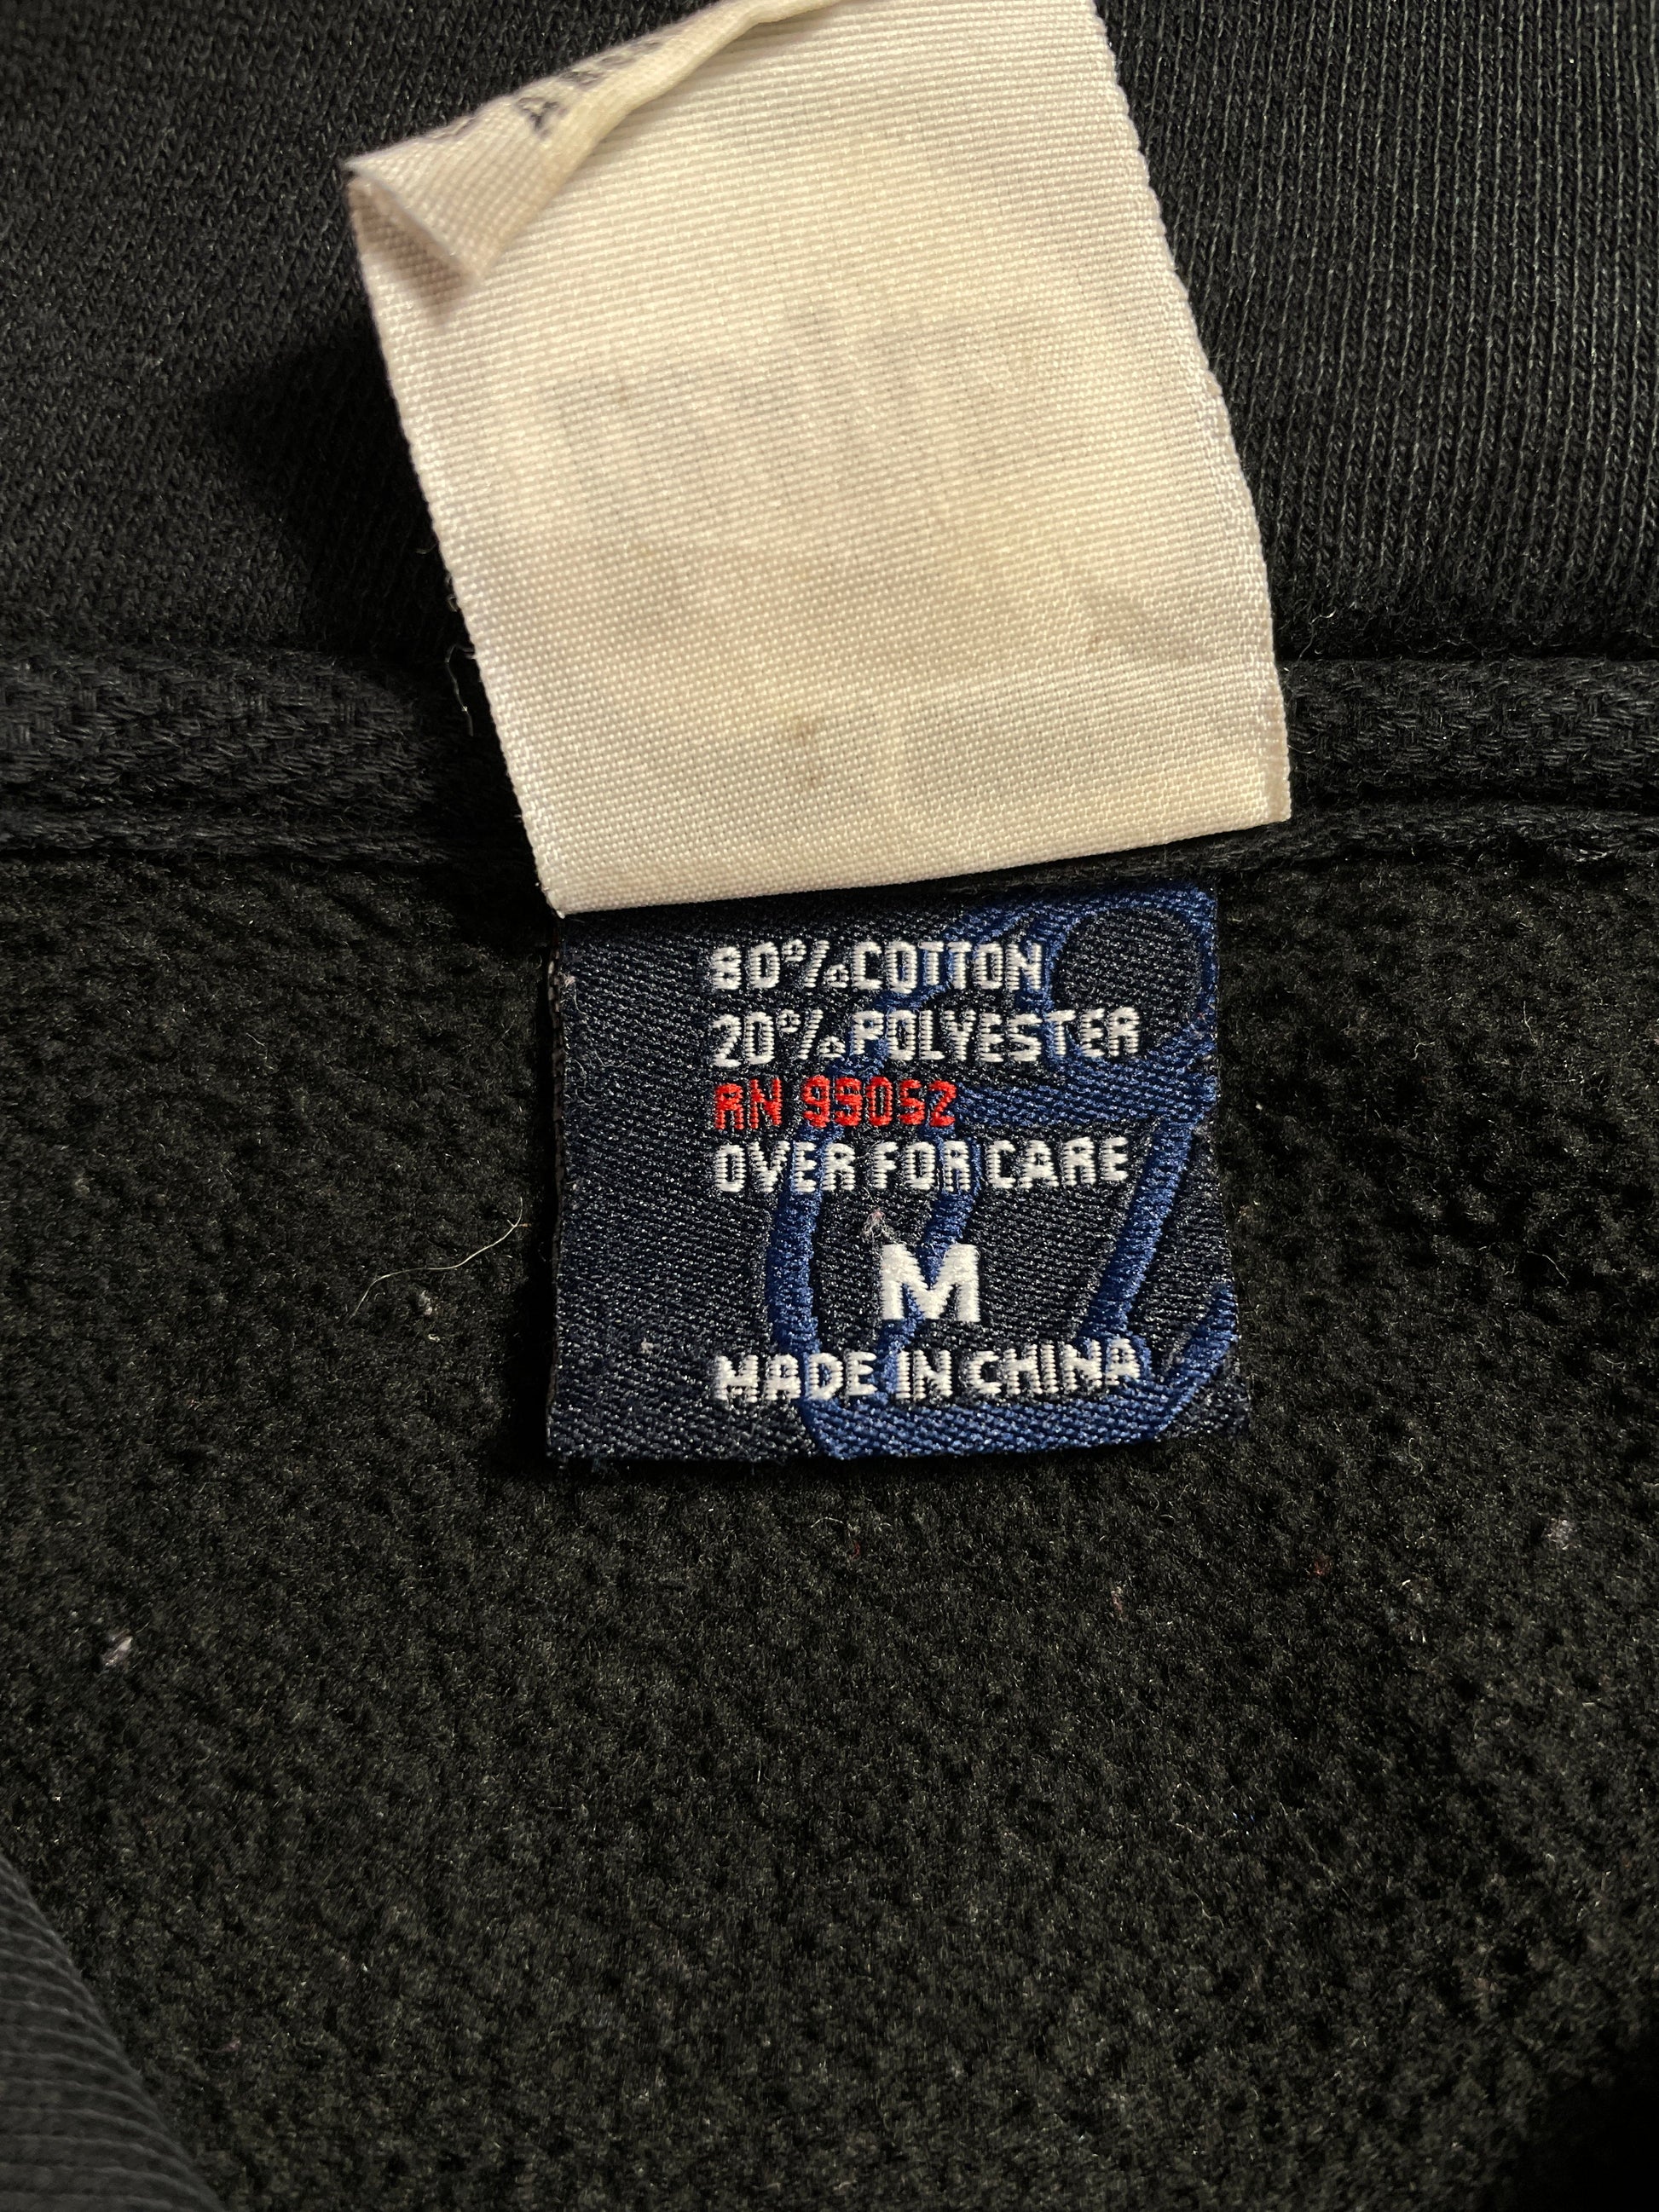 80% COTTON
20% POLYESTER
RN 95052
OVER FOR CARE
M
MADE IN CHINA